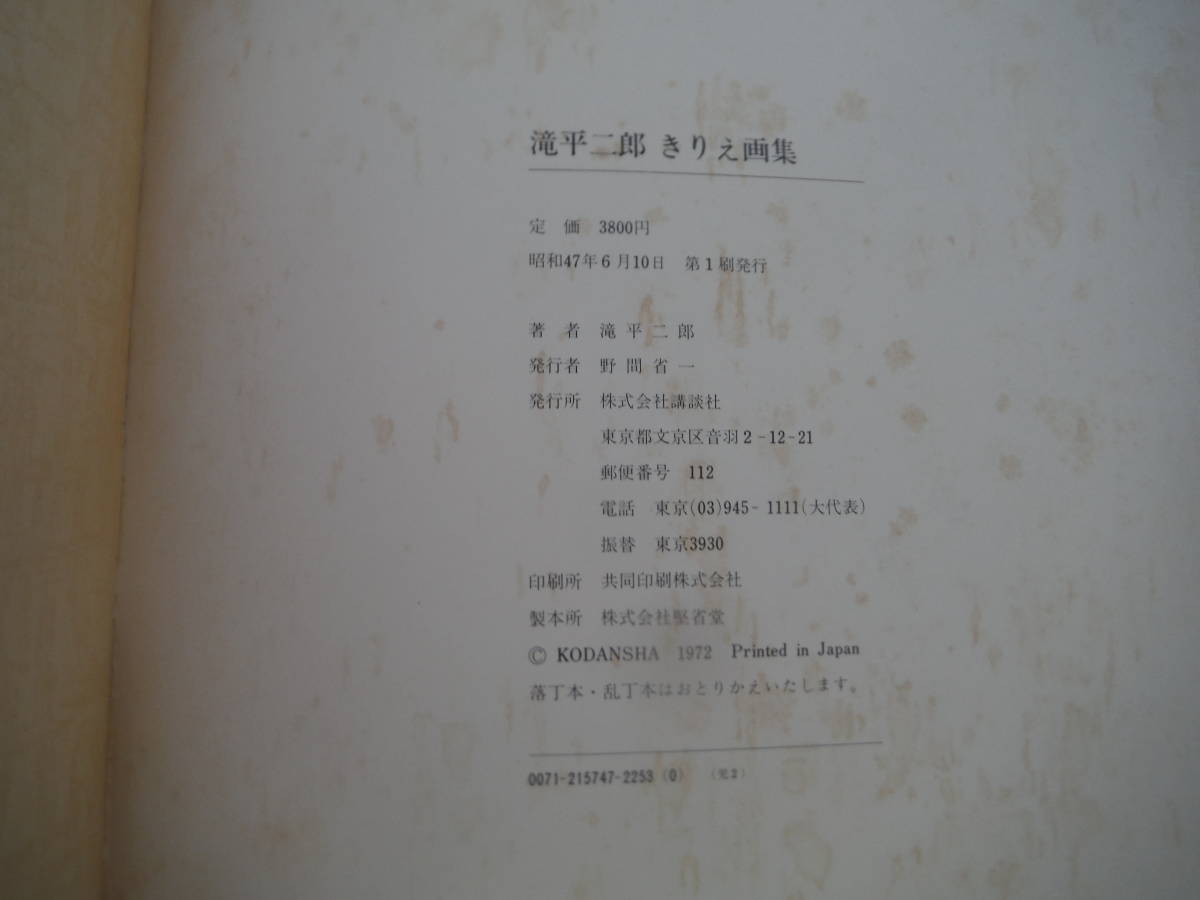 滝平二郎 きりえ画集
定価 3800円
昭和47年6月10日 第1刷発行
著者 滝平二郎
発行者 野間省一
発行所 株式会社講談社
東京都文京区音羽2-12-21
郵便番号 112
電話 東京(03)945-1111(大代表)
振替 東京3930
印刷所 共同印刷株式会社
製本所 株式会社堅省堂
© KODANSHA 1972 Printed in Japan
落丁本・乱丁本はおとりかえいたします。
0071-215747-2253 (0)